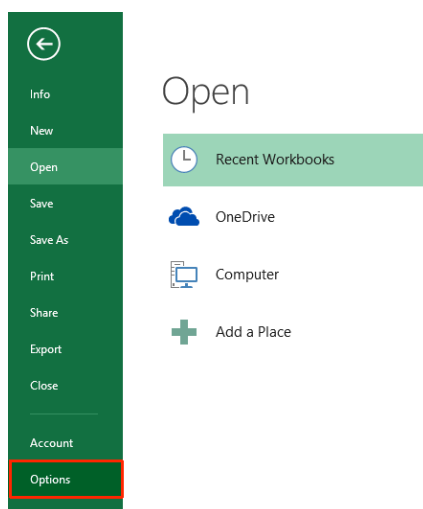 Info
New
Open
Save
Save As
Print
Share
Export
Close
Account
Options
Open
Recent Workbooks
OneDrive
Computer
Add a Place